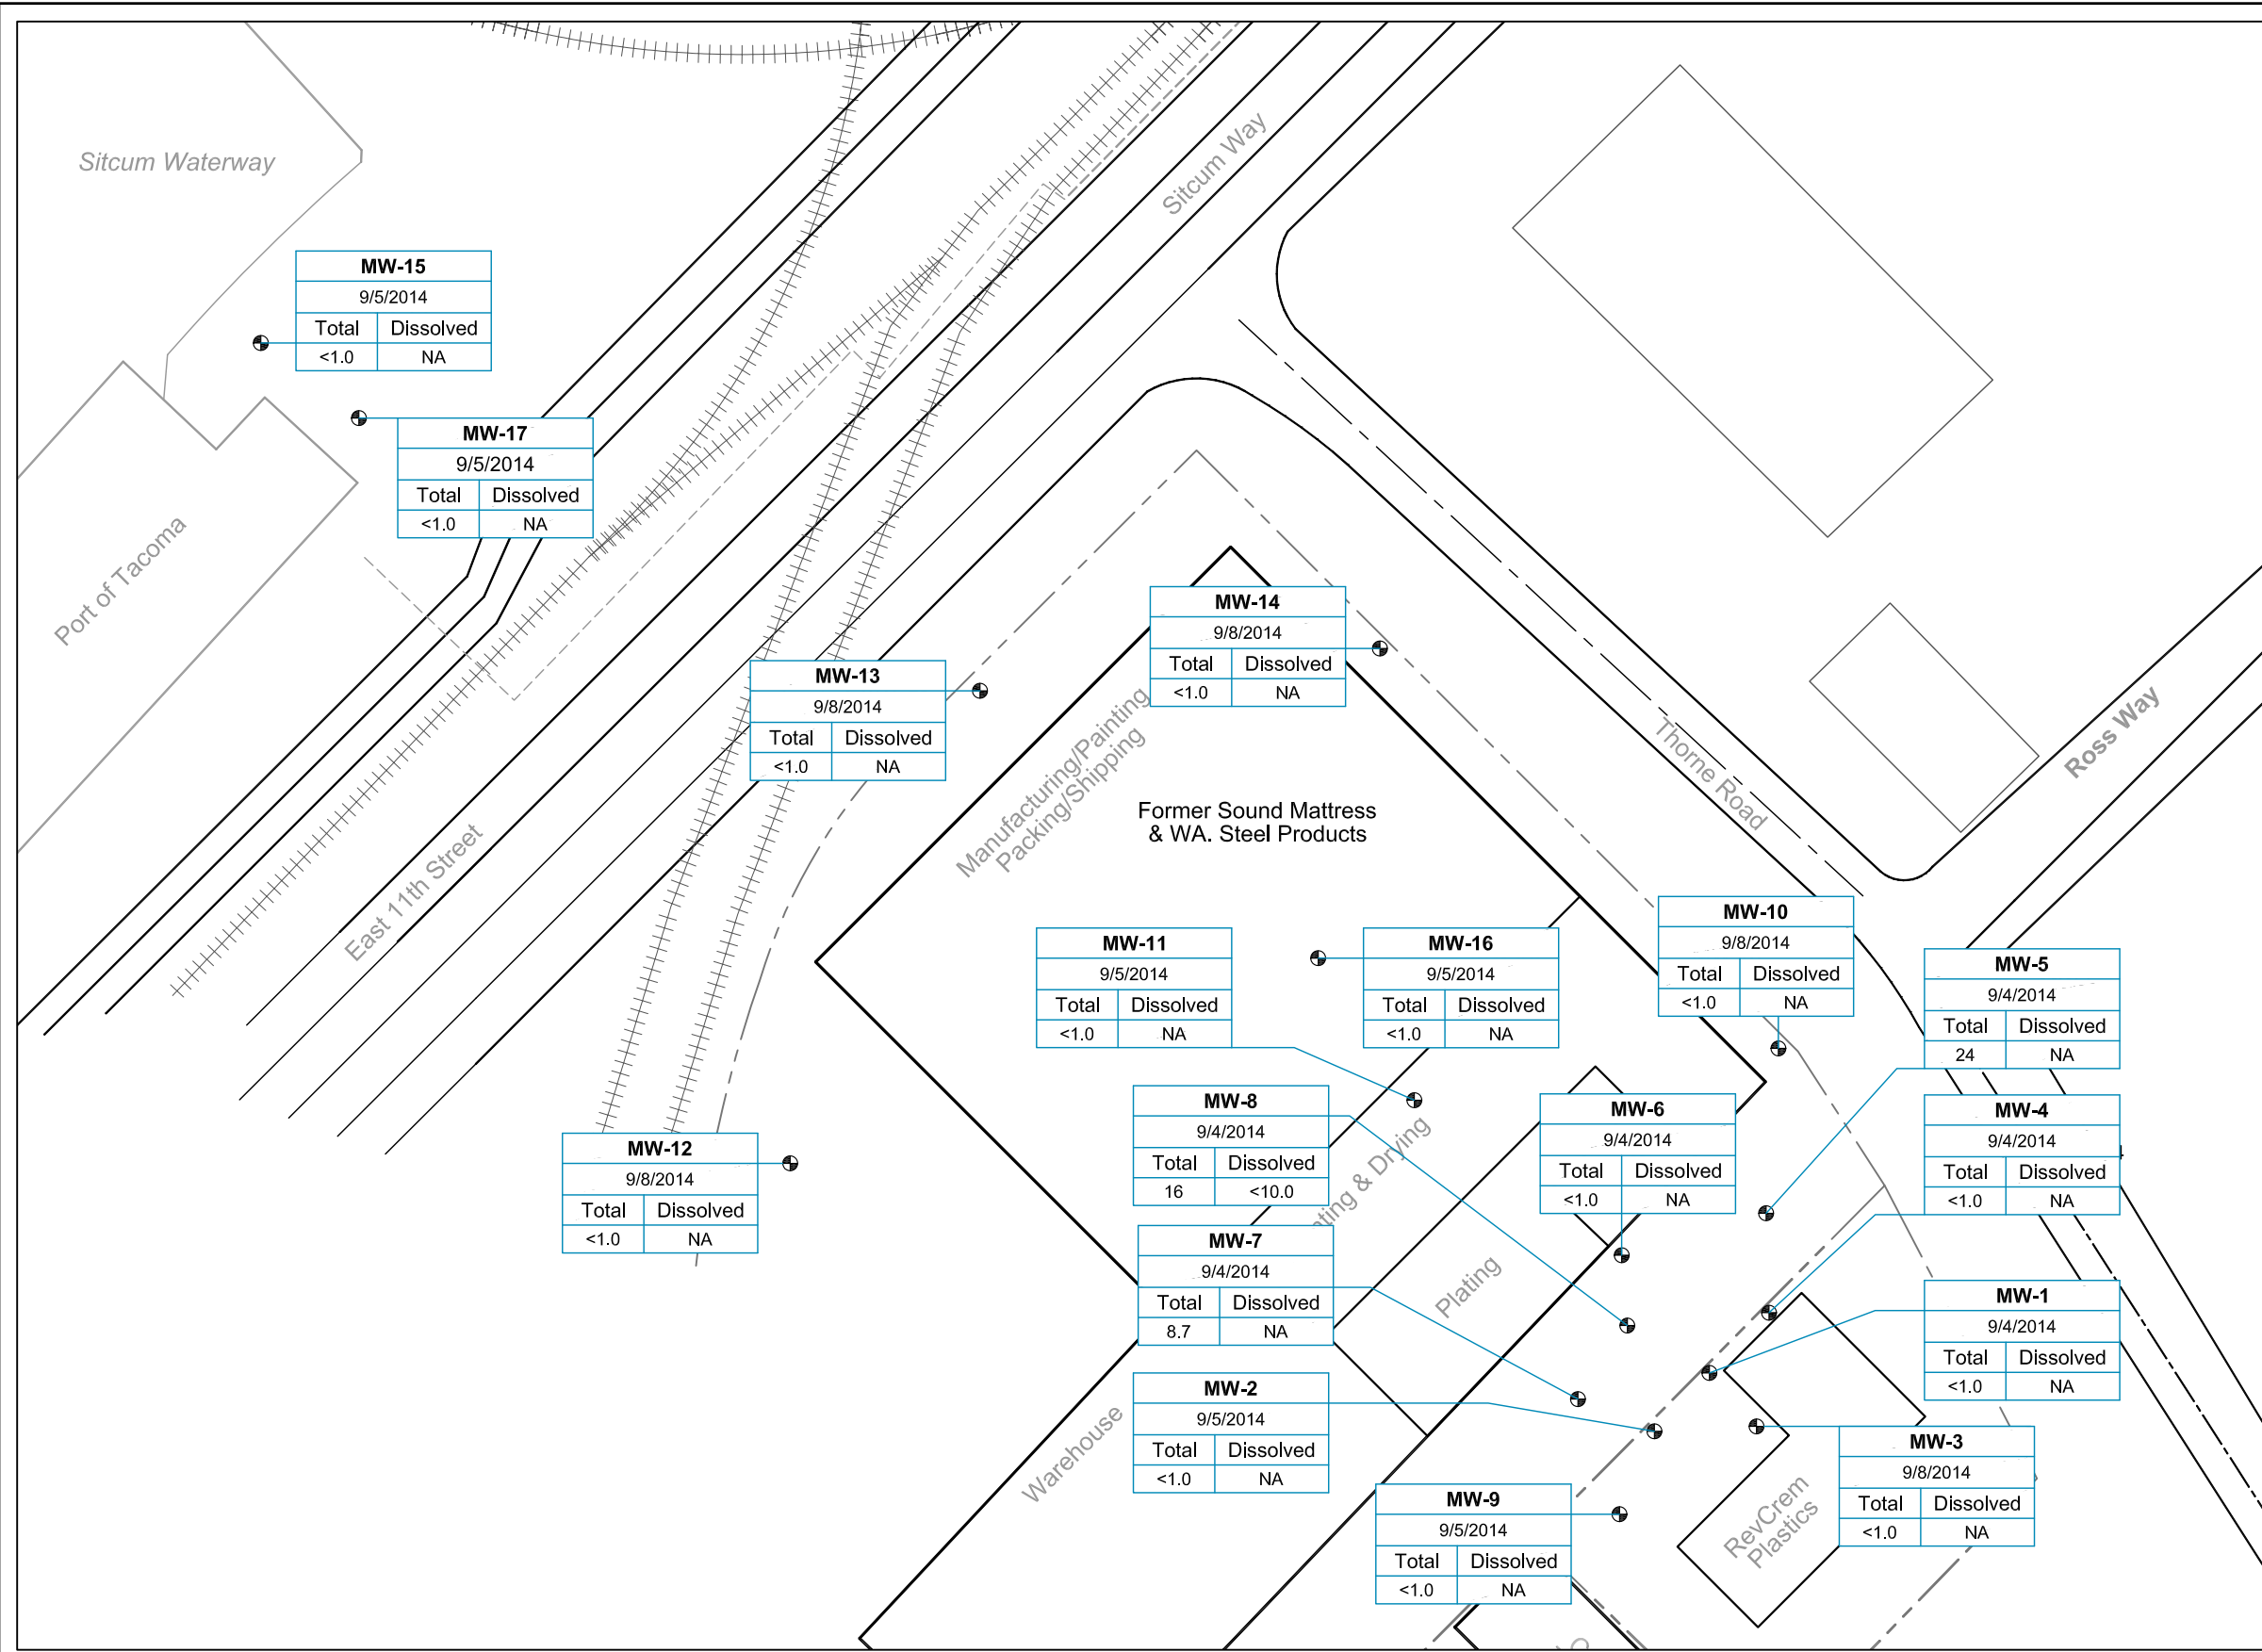 Sitcum Waterway
Sitcum Way
MW-15
9/5/2014
Total Dissolved
<1.0 NA
MW-17
9/5/2014
Total Dissolved
<1.0 NA
Port of Tacoma
MW-14
9/8/2014
Total Dissolved
<1.0 NA
MW-13
9/8/2014
Total Dissolved
<1.0 NA
Manufacturing/Painting
Packing/Shipping
Former Sound Mattress
& WA. Steel Products
Thorne Road
Ross Way
East 11th Street
MW-10
9/8/2014
Total Dissolved
<1.0 NA
MW-11
9/5/2014
Total Dissolved
<1.0 NA
MW-16
9/5/2014
Total Dissolved
<1.0 NA
MW-5
9/4/2014
Total Dissolved
24 NA
MW-8
9/4/2014
Total Dissolved
16 <10.0
MW-6
9/4/2014
Total Dissolved
<1.0 NA
MW-4
9/4/2014
Total Dissolved
<1.0 NA
MW-12
9/8/2014
Total Dissolved
<1.0 NA
& Drying
MW-7
9/4/2014
Total Dissolved
8.7 NA
Plating
MW-1
9/4/2014
Total Dissolved
<1.0 NA
MW-2
9/5/2014
Total Dissolved
<1.0 NA
Warehouse
MW-3
9/8/2014
Total Dissolved
<1.0 NA
MW-9
9/5/2014
Total Dissolved
<1.0 NA
RevCrem
Plastics